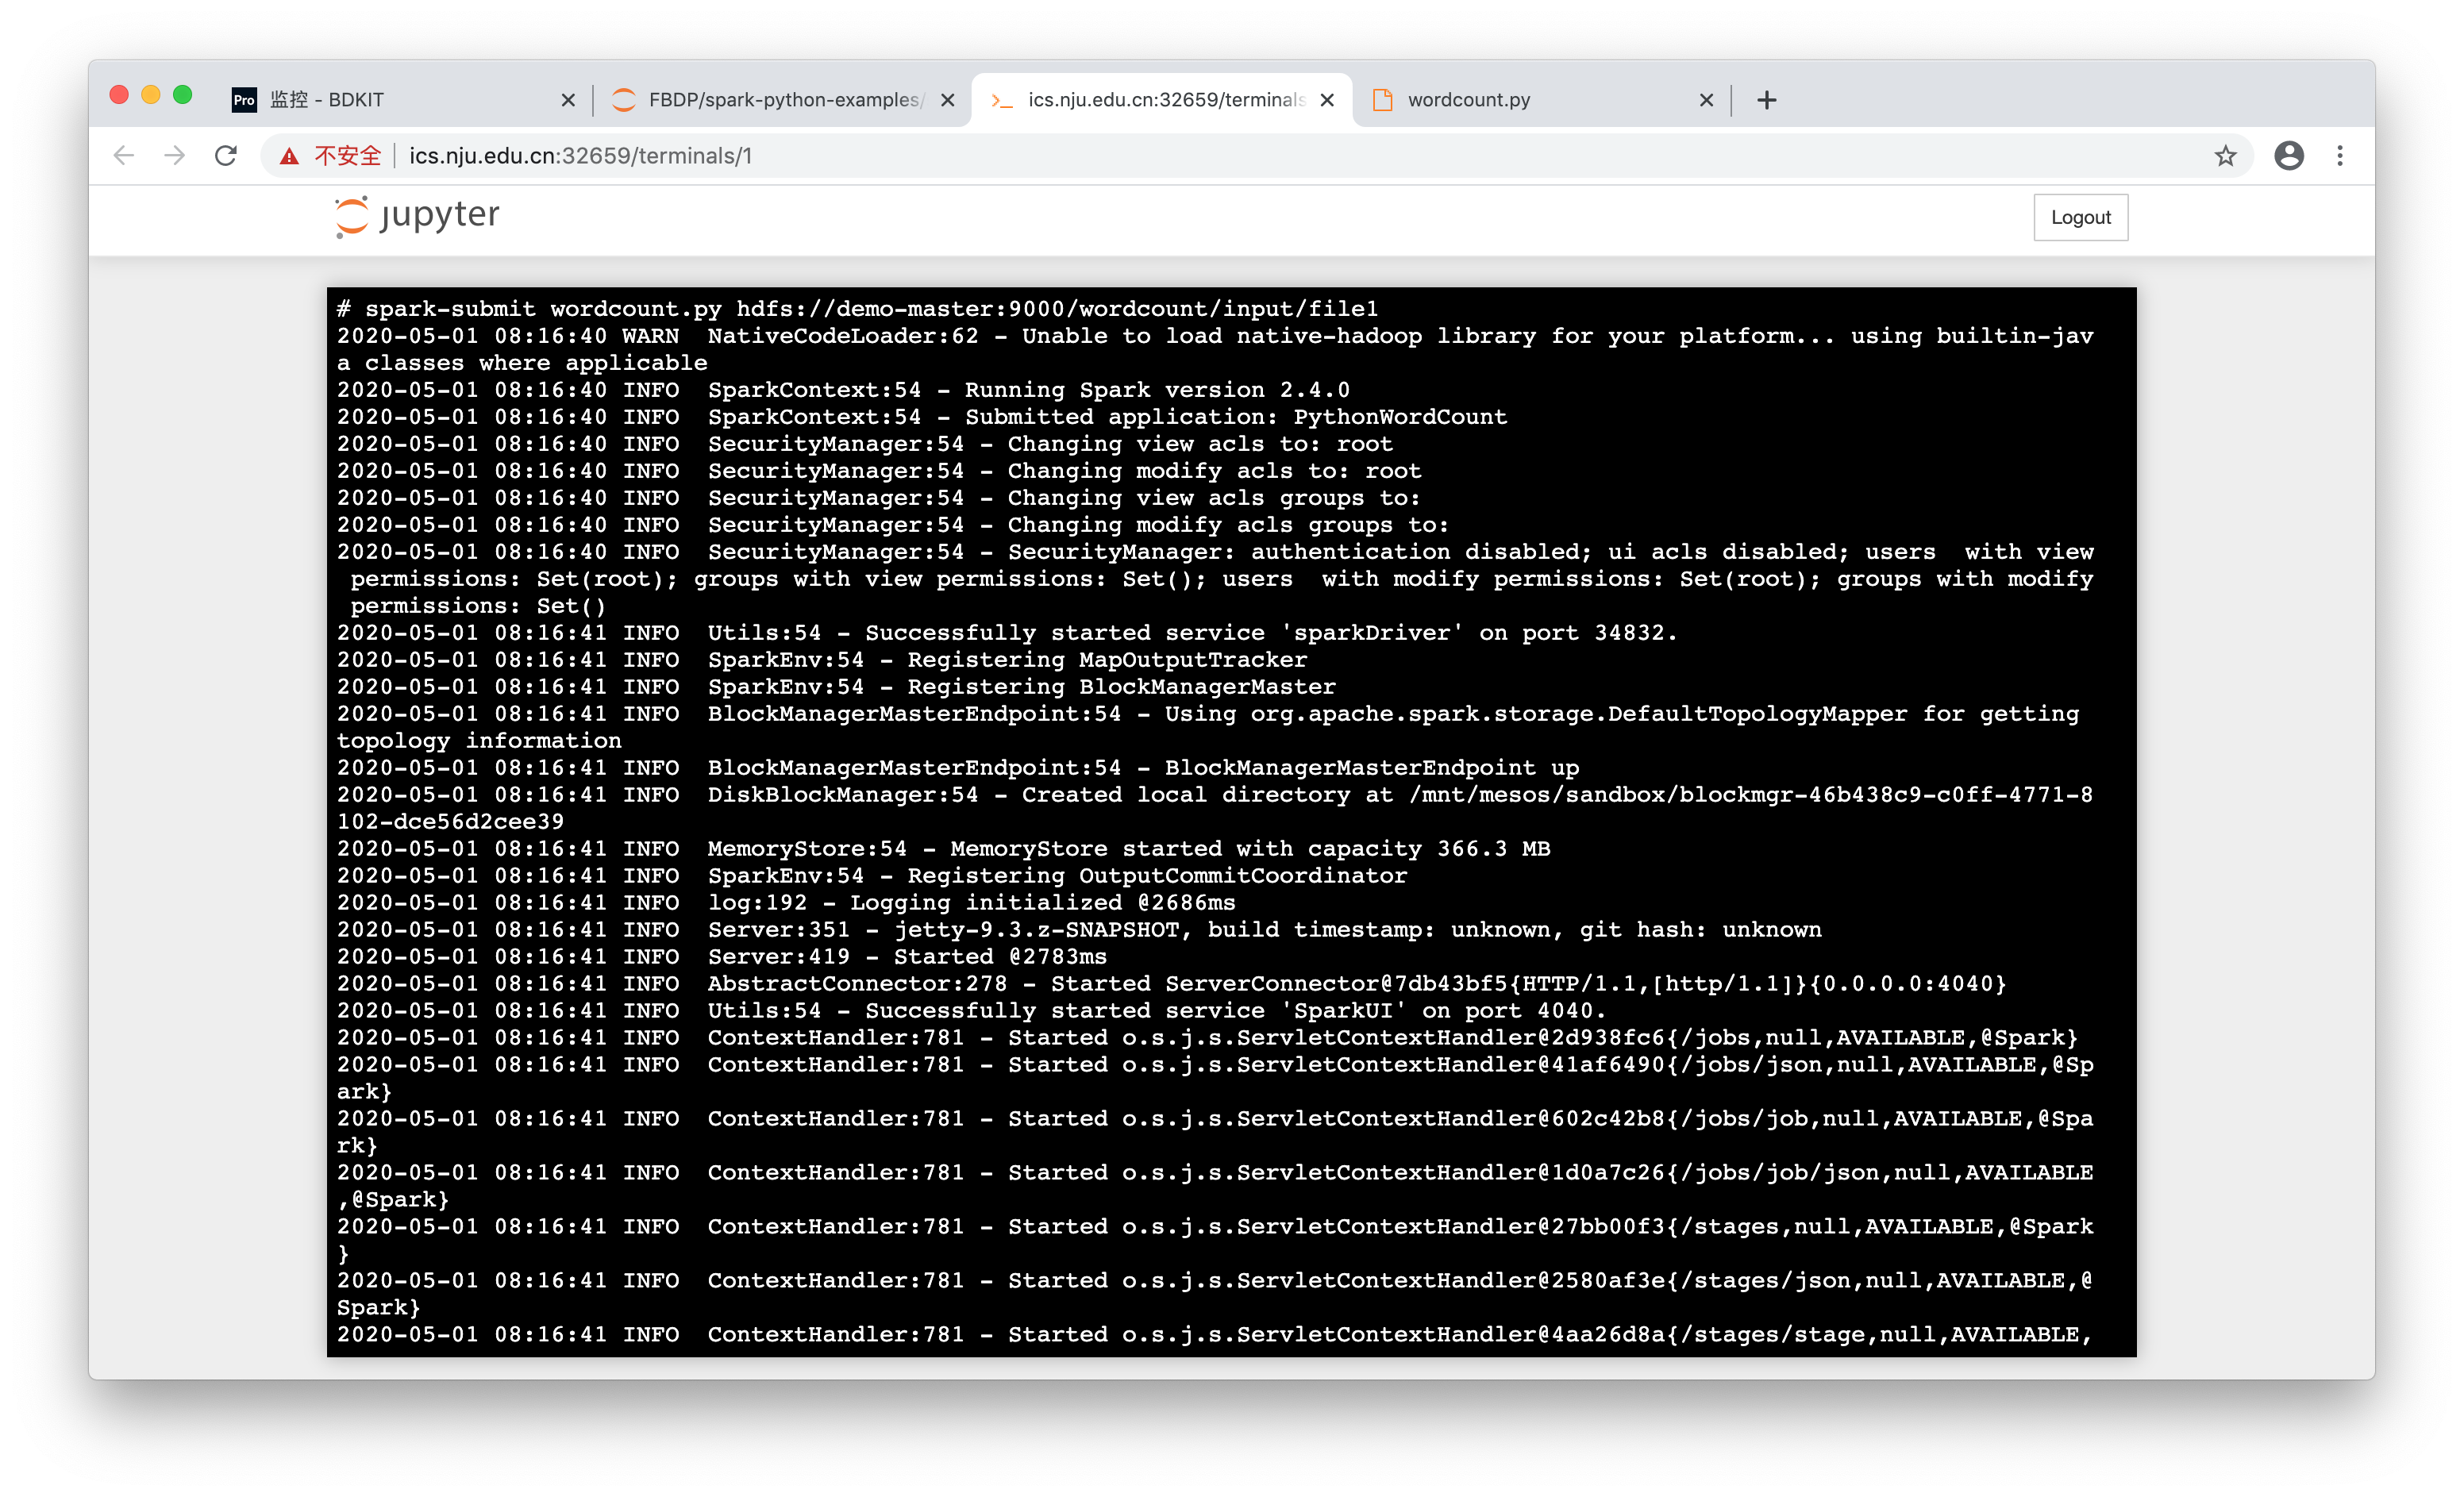 Pro 监控 - BDKIT
FBDP/spark-python-examples/
ics.nju.edu.cn:32659/terminals
wordcount.py
不安全 ics.nju.edu.cn:32659/terminals/1
jupyter
Logout
# spark-submit wordcount.py hdfs://demo-master:9000/wordcount/input/file1
2020-05-01 08:16:40 WARN  NativeCodeLoader:62 - Unable to load native-hadoop library for your platform... using builtin-jav
a classes where applicable
2020-05-01 08:16:40 INFO  SparkContext:54 - Running Spark version 2.4.0
2020-05-01 08:16:40 INFO  SparkContext:54 - Submitted application: PythonWordCount
2020-05-01 08:16:40 INFO  SecurityManager:54 - Changing view acls to: root
2020-05-01 08:16:40 INFO  SecurityManager:54 - Changing modify acls to: root
2020-05-01 08:16:40 INFO  SecurityManager:54 - Changing view acls groups to:
2020-05-01 08:16:40 INFO  SecurityManager:54 - Changing modify acls groups to:
2020-05-01 08:16:40 INFO  SecurityManager:54 - SecurityManager: authentication disabled; ui acls disabled; users  with view
 permissions: Set(root); groups with view permissions: Set(); users  with modify permissions: Set(root); groups with modify
 permissions: Set()
2020-05-01 08:16:41 INFO  Utils:54 - Successfully started service 'sparkDriver' on port 34832.
2020-05-01 08:16:41 INFO  SparkEnv:54 - Registering MapOutputTracker
2020-05-01 08:16:41 INFO  SparkEnv:54 - Registering BlockManagerMaster
2020-05-01 08:16:41 INFO  BlockManagerMasterEndpoint:54 - Using org.apache.spark.storage.DefaultTopologyMapper for getting
topology information
2020-05-01 08:16:41 INFO  BlockManagerMasterEndpoint:54 - BlockManagerMasterEndpoint up
2020-05-01 08:16:41 INFO  DiskBlockManager:54 - Created local directory at /mnt/mesos/sandbox/blockmgr-46b438c9-c0ff-4771-8
102-dce56d2cee39
2020-05-01 08:16:41 INFO  MemoryStore:54 - MemoryStore started with capacity 366.3 MB
2020-05-01 08:16:41 INFO  SparkEnv:54 - Registering OutputCommitCoordinator
2020-05-01 08:16:41 INFO  log:192 - Logging initialized @2686ms
2020-05-01 08:16:41 INFO  Server:351 - jetty-9.3.z-SNAPSHOT, build timestamp: unknown, git hash: unknown
2020-05-01 08:16:41 INFO  Server:419 - Started @2783ms
2020-05-01 08:16:41 INFO  AbstractConnector:278 - Started ServerConnector@7db43bf5{HTTP/1.1,[http/1.1]}{0.0.0.0:4040}
2020-05-01 08:16:41 INFO  Utils:54 - Successfully started service 'SparkUI' on port 4040.
2020-05-01 08:16:41 INFO  ContextHandler:781 - Started o.s.j.s.ServletContextHandler@2d938fc6{/jobs,null,AVAILABLE,@Spark}
2020-05-01 08:16:41 INFO  ContextHandler:781 - Started o.s.j.s.ServletContextHandler@41af6490{/jobs/json,null,AVAILABLE,@Sp
ark}
2020-05-01 08:16:41 INFO  ContextHandler:781 - Started o.s.j.s.ServletContextHandler@602c42b8{/jobs/job,null,AVAILABLE,@Spa
rk}
2020-05-01 08:16:41 INFO  ContextHandler:781 - Started o.s.j.s.ServletContextHandler@1d0a7c26{/jobs/job/json,null,AVAILABLE
,@Spark}
2020-05-01 08:16:41 INFO  ContextHandler:781 - Started o.s.j.s.ServletContextHandler@27bb00f3{/stages,null,AVAILABLE,@Spark
}
2020-05-01 08:16:41 INFO  ContextHandler:781 - Started o.s.j.s.ServletContextHandler@2580af3e{/stages/json,null,AVAILABLE,@
Spark}
2020-05-01 08:16:41 INFO  ContextHandler:781 - Started o.s.j.s.ServletContextHandler@4aa26d8a{/stages/stage,null,AVAILABLE,